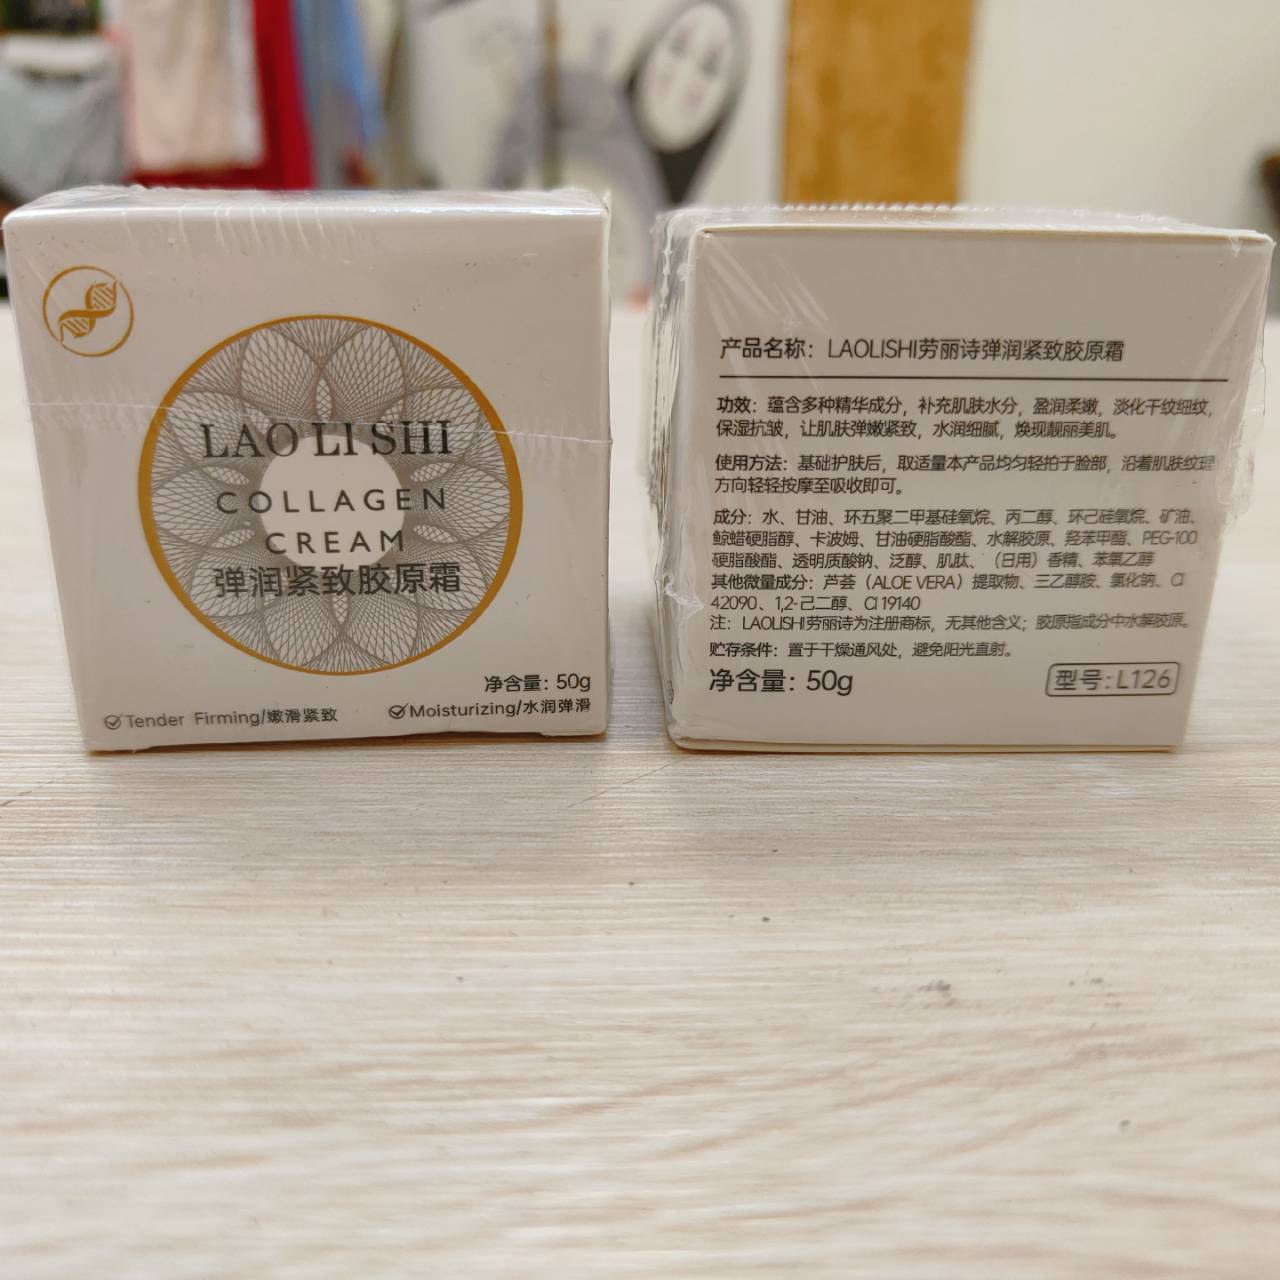 LAO LI SHI
COLLAGEN
CREAM
弹润紧致胶原霜
净含量: 50g
Tender Firming/嫩滑紧致
Moisturizing/水润弹滑
产品名称: LAOLISHI劳丽诗弹润紧致胶原霜
功效: 蕴含多种精华成分, 补充肌肤水分, 盈润柔嫩, 淡化干纹细纹,
保湿抗皱, 让肌肤弹嫩紧致, 水润细腻, 焕现靓丽美肌。
使用方法: 基础护肤后, 取适量本产品均匀轻拍于脸部, 沿着肌肤纹理
方向轻轻按摩至吸收即可。
成分: 水、甘油、环五聚二甲基硅氧烷、丙二醇、环己硅氧烷、矿油、
鲸蜡硬脂醇、卡波姆、甘油硬脂酸酯、水解胶原、羟苯甲酯、PEG-100
硬脂酸酯、透明质酸钠、泛醇、肌肽、(日用) 香精、苯氧乙醇
其他微量成分: 芦荟 (ALOE VERA) 提取物、三乙醇胺、氯化钠、CI
42090、1,2-己二醇、CI 19140
注: LAOLISHI劳丽诗为注册商标, 无其他含义; 胶原指成分中水解胶原。
贮存条件: 置于干燥通风处, 避免阳光直射。
净含量: 50g
型号: L126